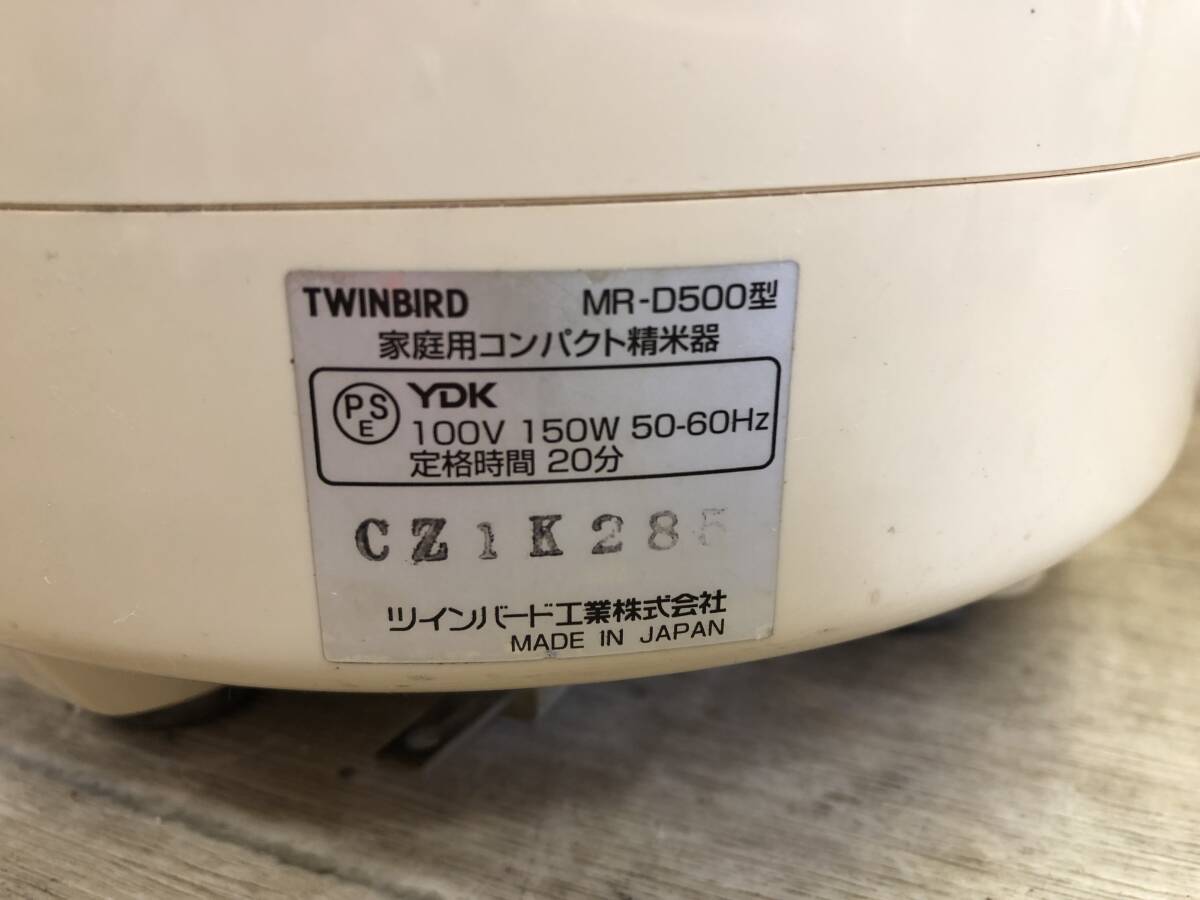 TWINBIRD MR-D500型
家庭用コンパクト精米器
PSE YDK
100V 150W 50-60Hz
定格時間 20分
CZ1K285
ツインバード工業株式会社
MADE IN JAPAN